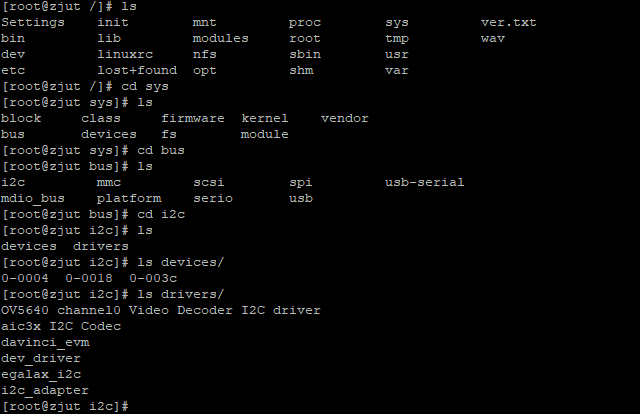 [root@zjut /]# ls
Settings init mnt proc sys ver.txt
bin lib modules root tmp wav
dev linuxrc nfs sbin usr
etc lost+found opt shm var
[root@zjut /]# cd sys
[root@zjut sys]# ls
block class firmware kernel vendor
bus devices fs module
[root@zjut sys]# cd bus
[root@zjut bus]# ls
i2c mmc scsi spi usb-serial
mdio_bus platform serio usb
[root@zjut bus]# cd i2c
[root@zjut i2c]# ls
devices drivers
[root@zjut i2c]# ls devices/
0-0004 0-0018 0-003c
[root@zjut i2c]# ls drivers/
OV5640 channel0 Video Decoder I2C driver
aic3x I2C Codec
davinci_evm
dev_driver
egalax_i2c
i2c_adapter
[root@zjut i2c]#